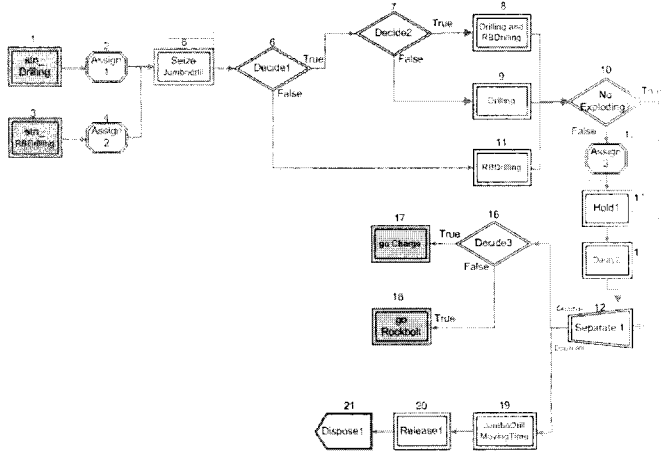 1
stn_
Drilling
2
Assign
1
5
Seize
Jumbodrill
6
Decide1
True
False
7
Decide2
True
False
8
Drilling and
RBDrilling
9
Drilling
11
RBDrilling
10
No
Exploding
False
3
stn_
RBDrilling
4
Assign
2
Assign
3
Hold1
Delay2
12
Separate 1
17
go Charge
True
16
Decide3
False
18
go
Rockbolt
True
21
Dispose1
20
Release1
19
JumboDrill
MovingTime